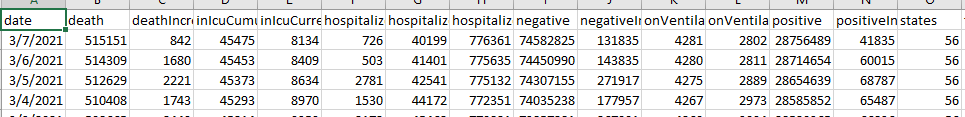 A
date death deathIncre inIcuCumu inIcuCurre hospitaliz hospitaliz hospitaliz negative negativeIn onVentila onVentila positive positiveIn states
3/7/2021 515151 842 45475 8134 726 40199 776361 74582825 131835 4281 2802 28756489 41835 56
3/6/2021 514309 1680 45453 8409 503 41401 775635 74450990 143835 4280 2811 28714654 60015 56
3/5/2021 512629 2221 45373 8634 2781 42541 775132 74307155 271917 4275 2889 28654639 68787 56
3/4/2021 510408 1743 45293 8970 1530 44172 772351 74035238 177957 4267 2973 28585852 65487 56